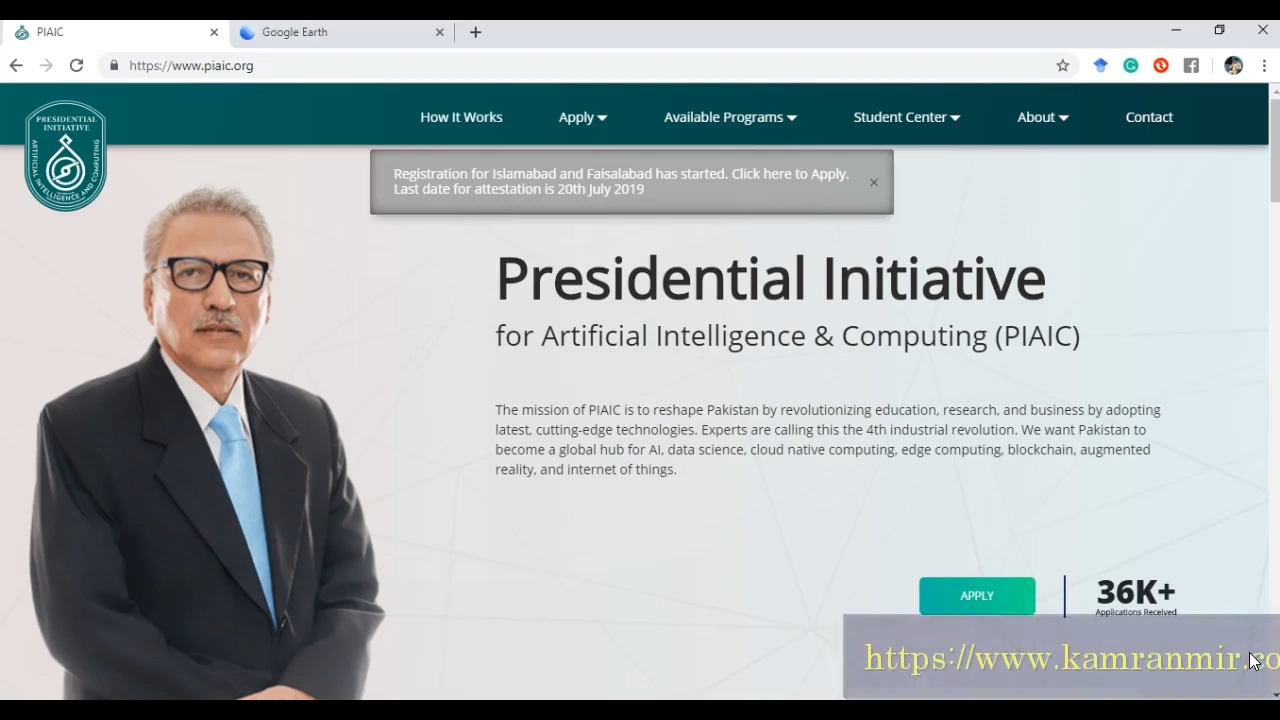 PIAIC
Google Earth
https://www.piaic.org
PRESIDENTIAL
INITIATIVE
ARTIFICIAL INTELLIGENCE AND COMPUTING
How It Works
Apply
Available Programs
Student Center
About
Contact
Registration for Islamabad and Faisalabad has started. Click here to Apply.
Last date for attestation is 20th July 2019
Presidential Initiative
for Artificial Intelligence & Computing (PIAIC)
The mission of PIAIC is to reshape Pakistan by revolutionizing education, research, and business by adopting
latest, cutting-edge technologies. Experts are calling this the 4th industrial revolution. We want Pakistan to
become a global hub for AI, data science, cloud native computing, edge computing, blockchain, augmented
reality, and internet of things.
APPLY
36K+
Applications Received
https://www.kamranmir.co